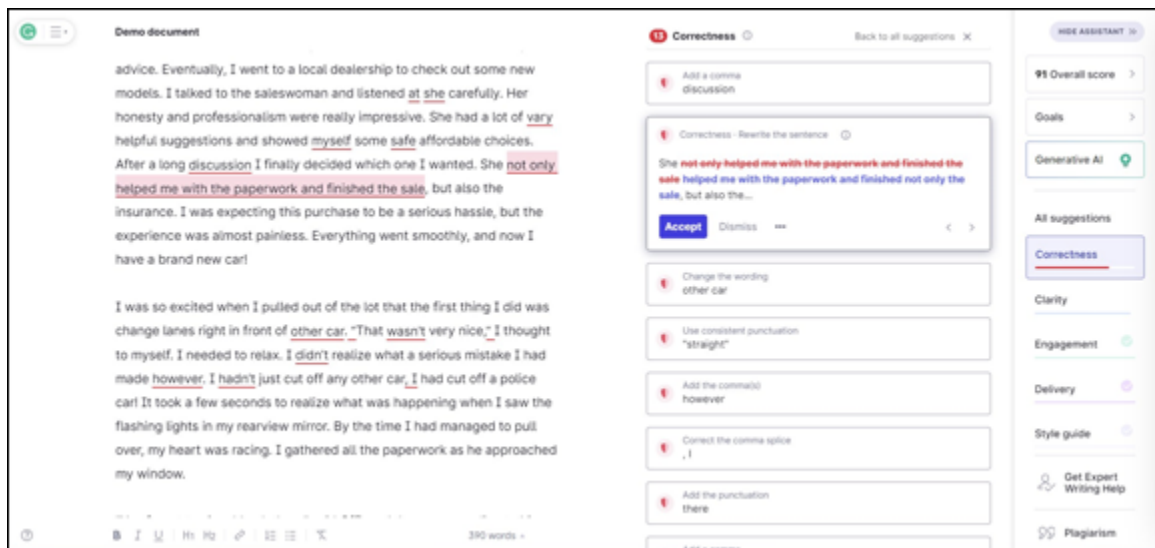 Demo document
advice. Eventually, I went to a local dealership to check out some new
models. I talked to the saleswoman and listened at she carefully. Her
honesty and professionalism were really impressive. She had a lot of vary
helpful suggestions and showed myself some safe affordable choices.
After a long discussion I finally decided which one I wanted. She not only
helped me with the paperwork and finished the sale, but also the
insurance. I was expecting this purchase to be a serious hassle, but the
experience was almost painless. Everything went smoothly, and now I
have a brand new car!
I was so excited when I pulled out of the lot that the first thing I did was
change lanes right in front of other car. "That wasn't very nice," I thought
to myself. I needed to relax. I didn't realize what a serious mistake I had
made however. I hadn't just cut off any other car, I had cut off a police
car! It took a few seconds to realize what was happening when I saw the
flashing lights in my rearview mirror. By the time I had managed to pull
over, my heart was racing. I gathered all the paperwork as he approached
my window.
B I U H1 H2
390 words
13 Correctness
Back to all suggestions
Add a comma
discussion
Correctness · Rewrite the sentence
She not only helped me with the paperwork and finished the
sale helped me with the paperwork and finished not only the
sale, but also the...
Accept Dismiss
Change the wording
other car
Use consistent punctuation
"straight"
Add the comma(s)
however
Correct the comma splice
, I
Add the punctuation
there
HIDE ASSISTANT
91 Overall score
Goals
Generative AI
All suggestions
Correctness
Clarity
Engagement
Delivery
Style guide
Get Expert
Writing Help
Plagiarism